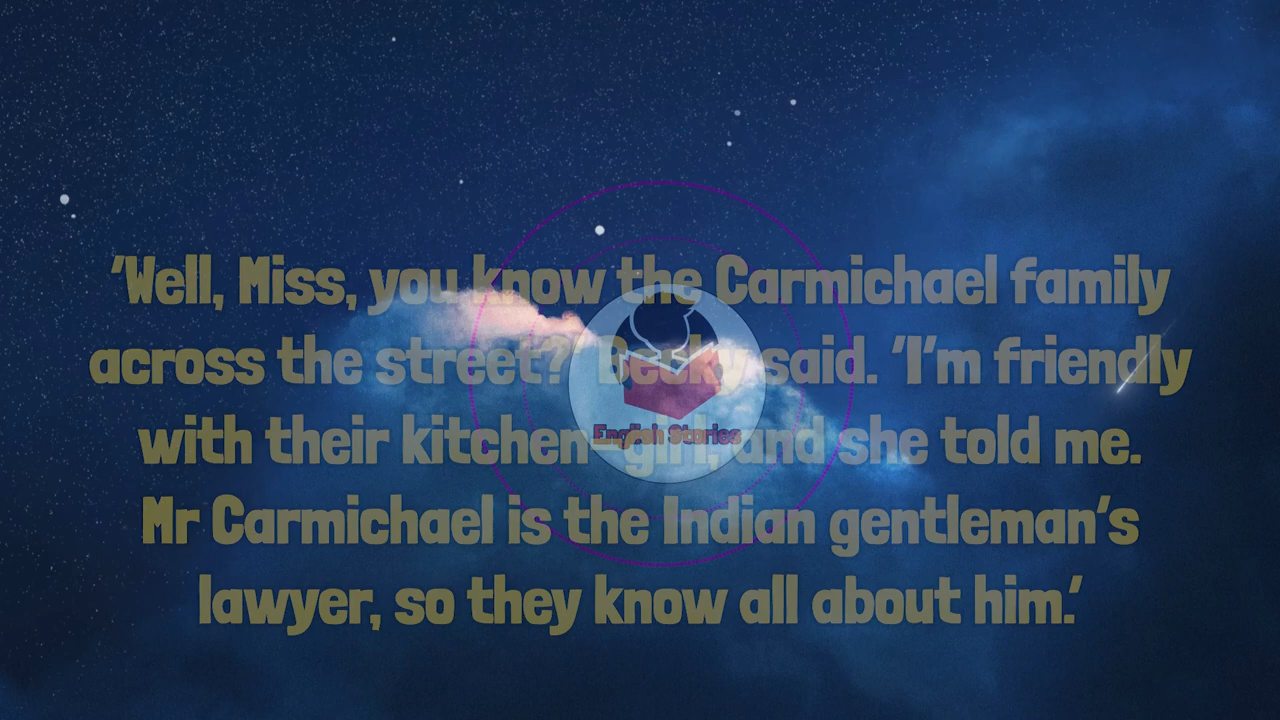 ‘Well, Miss, you know the Carmichael family
across the street?’ Becky said. ‘I’m friendly
with their kitchen-girl, and she told me.
Mr Carmichael is the Indian gentleman’s
lawyer, so they know all about him.’
English Stories